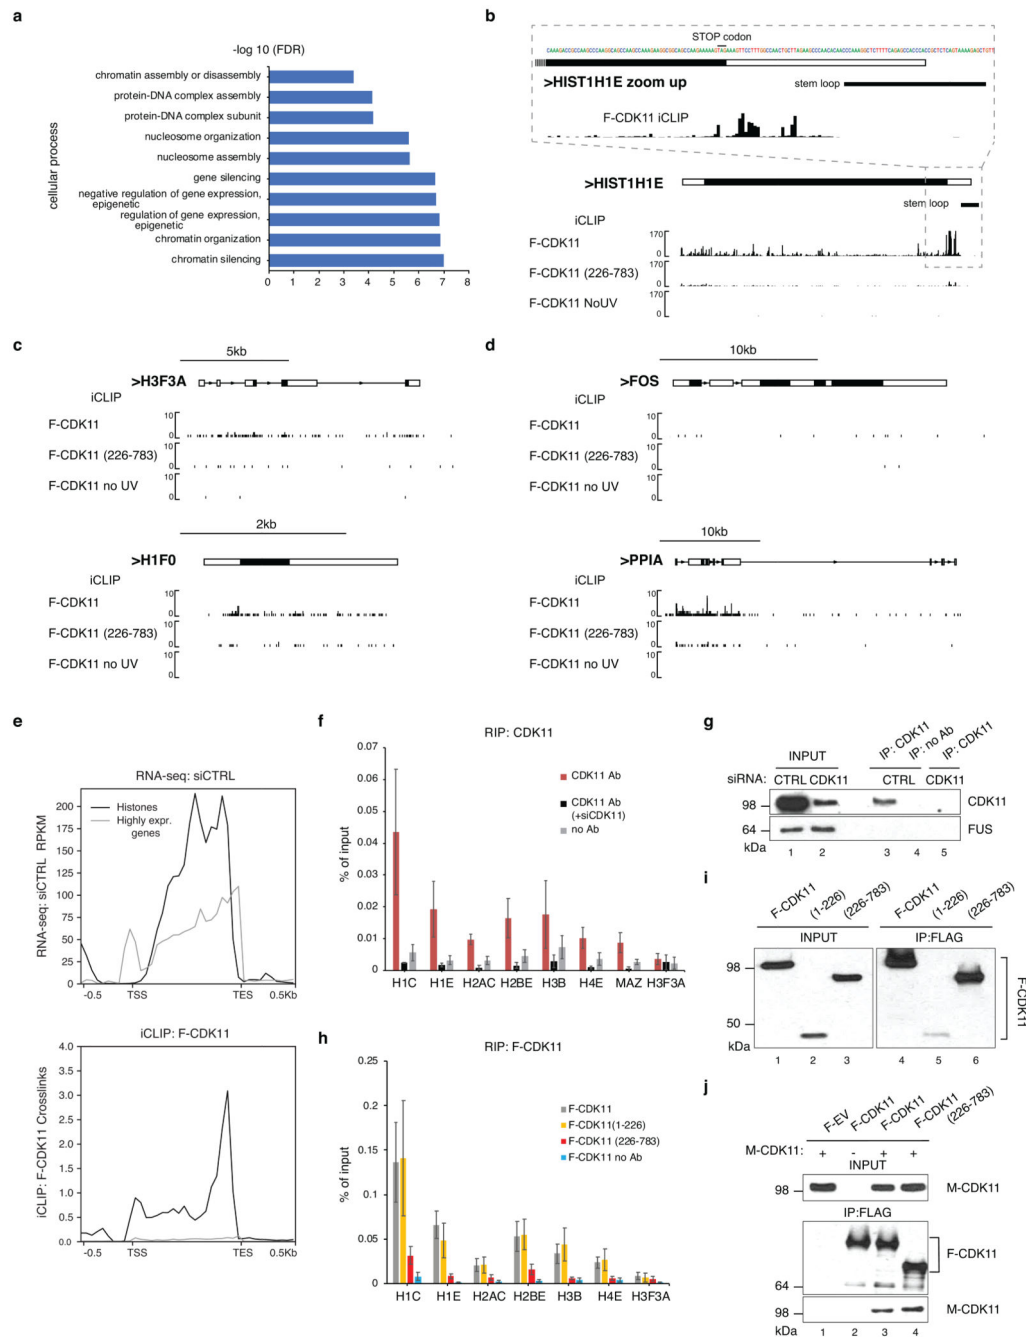 a
-log 10 (FDR)
cellular process
chromatin assembly or disassembly
protein-DNA complex assembly
protein-DNA complex subunit
nucleosome organization
nucleosome assembly
gene silencing
negative regulation of gene expression,
epigenetic
regulation of gene expression,
epigenetic
chromatin organization
chromatin silencing
0 1 2 3 4 5 6 7 8
b
STOP codon
>HIST1H1E zoom up
stem loop
F-CDK11 iCLIP
>HIST1H1E
stem loop
iCLIP
F-CDK11
170
0
F-CDK11 (226-783)
170
0
F-CDK11 NoUV
170
0
c
5kb
>H3F3A
iCLIP
F-CDK11
10
0
F-CDK11 (226-783)
10
0
F-CDK11 no UV
10
0
2kb
>H1F0
iCLIP
F-CDK11
10
0
F-CDK11 (226-783)
10
0
F-CDK11 no UV
10
0
d
10kb
>FOS
iCLIP
F-CDK11
10
0
F-CDK11 (226-783)
10
0
F-CDK11 no UV
10
0
10kb
>PPIA
iCLIP
F-CDK11
10
0
F-CDK11 (226-783)
10
0
F-CDK11 no UV
10
0
e
RNA-seq: siCTRL
RNA-seq: siCTRL RPKM
Histones
Highly expr.
genes
200
175
150
125
100
75
50
25
0
-0.5 TSS TES 0.5Kb
iCLIP: F-CDK11
iCLIP: F-CDK11 Crosslinks
4.0
3.5
3.0
2.5
2.0
1.5
1.0
0.5
0.0
-0.5 TSS TES 0.5Kb
f
RIP: CDK11
% of input
0.07
0.06
0.05
0.04
0.03
0.02
0.01
0
CDK11 Ab
CDK11 Ab
(+siCDK11)
no Ab
H1C H1E H2AC H2BE H3B H4E MAZ H3F3A
g
INPUT
IP: CDK11
IP: no Ab
IP: CDK11
siRNA: CTRL CDK11 CTRL CDK11
98
CDK11
64
FUS
kDa 1 2 3 4 5
h
RIP: F-CDK11
% of input
0.25
0.2
0.15
0.1
0.05
0
F-CDK11
F-CDK11(1-226)
F-CDK11 (226-783)
F-CDK11 no Ab
H1C H1E H2AC H2BE H3B H4E H3F3A
i
F-CDK11
(1-226)
(226-783)
F-CDK11
(1-226)
(226-783)
INPUT IP:FLAG
98
50
kDa
F-CDK11
1 2 3 4 5 6
j
F-EV
F-CDK11
F-CDK11
F-CDK11
(226-783)
M-CDK11: + - + +
INPUT
98
M-CDK11
IP:FLAG
F-CDK11
64
98
M-CDK11
kDa 1 2 3 4